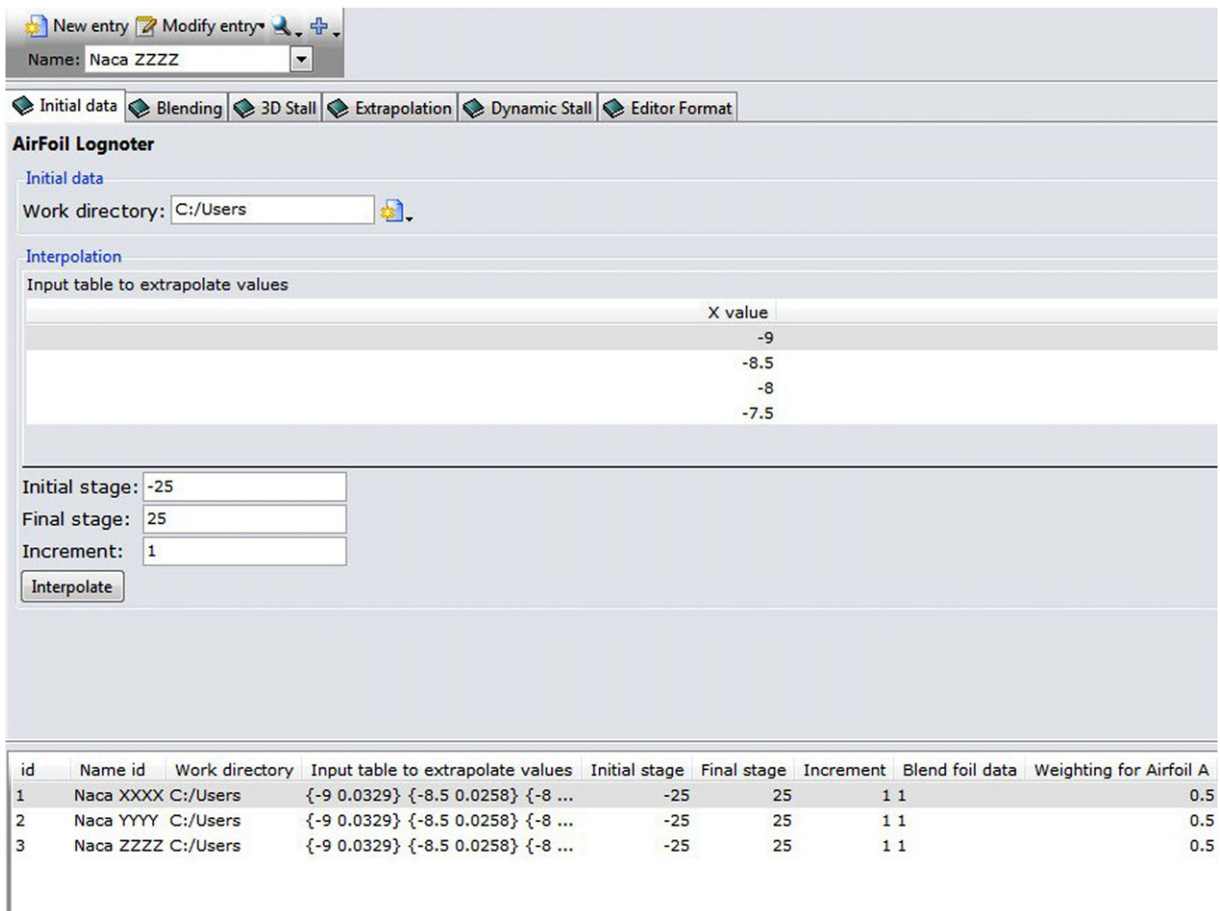 New entry Modify entry
Name: Naca ZZZZ
Initial data Blending 3D Stall Extrapolation Dynamic Stall Editor Format
AirFoil Lognoter
Initial data
Work directory: C:/Users
Interpolation
Input table to extrapolate values
X value
-9
-8.5
-8
-7.5
Initial stage: -25
Final stage: 25
Increment: 1
Interpolate
id Name id Work directory Input table to extrapolate values Initial stage Final stage Increment Blend foil data Weighting for Airfoil A
1 Naca XXXX C:/Users {-9 0.0329} {-8.5 0.0258} {-8 ... -25 25 1 1 0.5
2 Naca YYYY C:/Users {-9 0.0329} {-8.5 0.0258} {-8 ... -25 25 1 1 0.5
3 Naca ZZZZ C:/Users {-9 0.0329} {-8.5 0.0258} {-8 ... -25 25 1 1 0.5